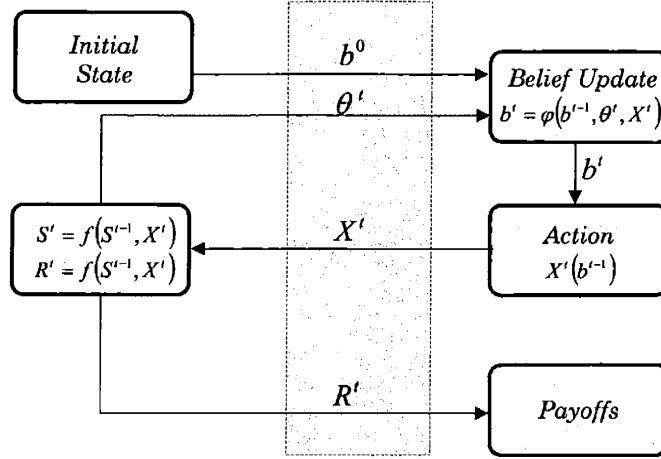 Initial
State
b⁰
Belief Update
bᵗ = φ(bᵗ⁻¹, θᵗ, Xᵗ)
θᵗ
bᵗ
Sᵗ = f(Sᵗ⁻¹, Xᵗ)
Rᵗ = f(Sᵗ⁻¹, Xᵗ)
Xᵗ
Action
Xᵗ(bᵗ⁻¹)
Rᵗ
Payoffs